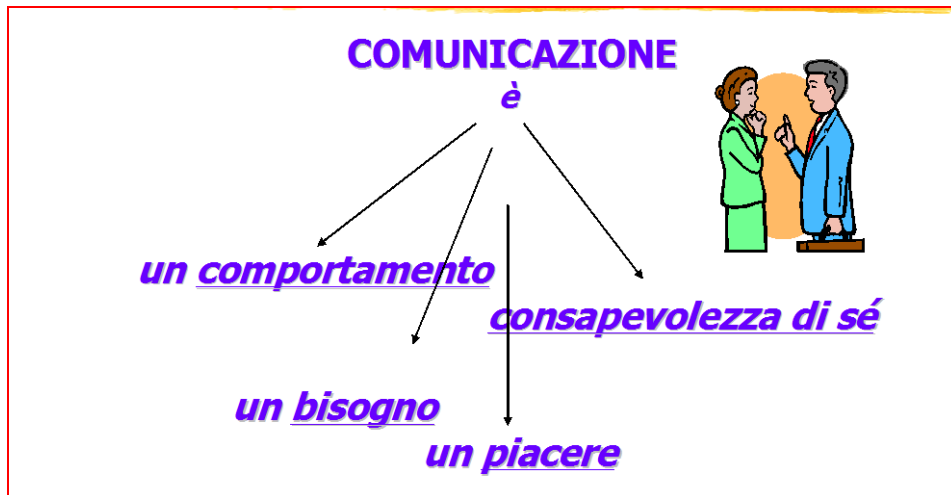 COMUNICAZIONE
è
un comportamento
consapevolezza di sé
un bisogno
un piacere